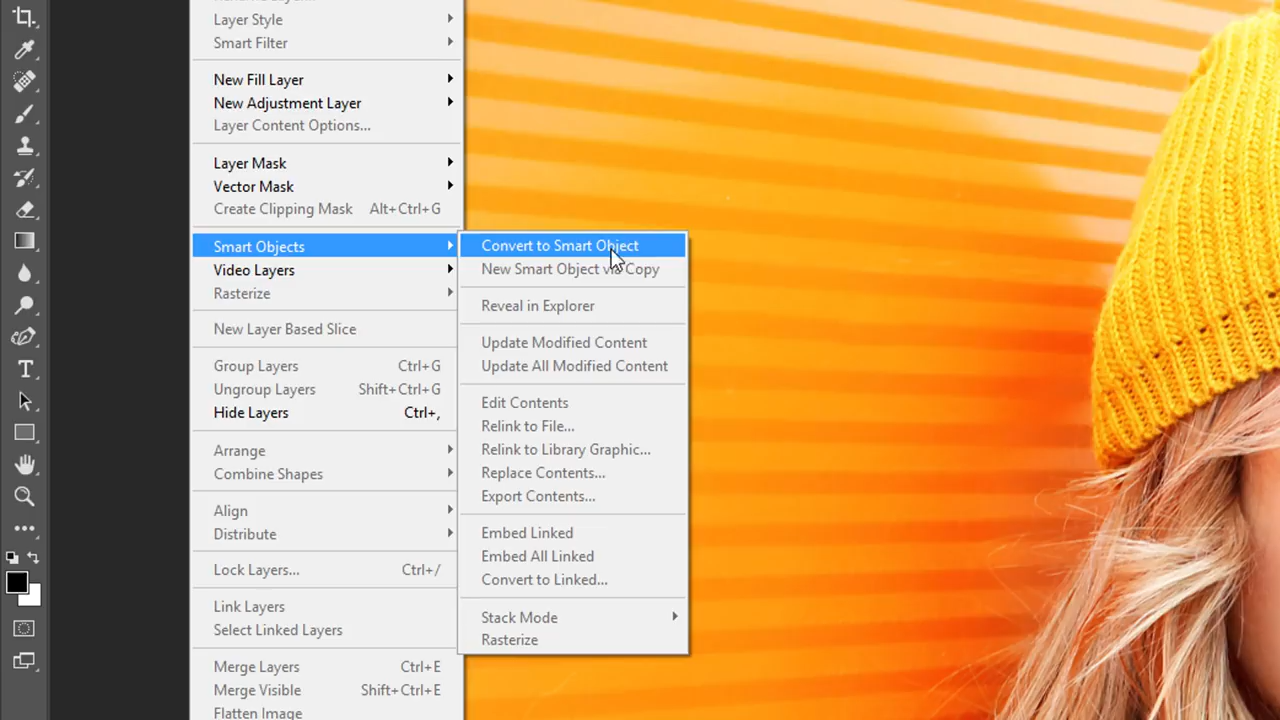 Layer Style
Smart Filter
New Fill Layer
New Adjustment Layer
Layer Content Options...
Layer Mask
Vector Mask
Create Clipping Mask Alt+Ctrl+G
Smart Objects
Video Layers
Rasterize
New Layer Based Slice
Group Layers Ctrl+G
Ungroup Layers Shift+Ctrl+G
Hide Layers Ctrl+,
Arrange
Combine Shapes
Align
Distribute
Lock Layers... Ctrl+/
Link Layers
Select Linked Layers
Merge Layers Ctrl+E
Merge Visible Shift+Ctrl+E
Flatten Image
Convert to Smart Object
New Smart Object via Copy
Reveal in Explorer
Update Modified Content
Update All Modified Content
Edit Contents
Relink to File...
Relink to Library Graphic...
Replace Contents...
Export Contents...
Embed Linked
Embed All Linked
Convert to Linked...
Stack Mode
Rasterize